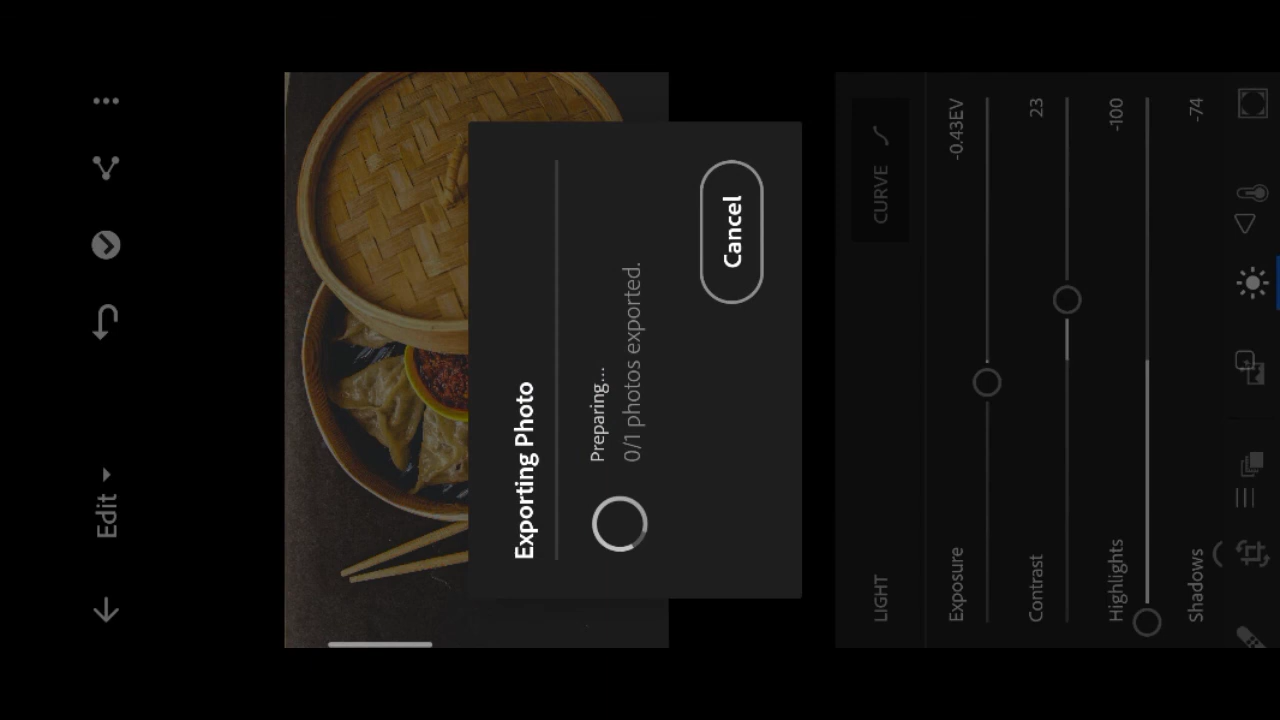 Edit
Exporting Photo
Preparing...
0/1 photos exported.
Cancel
LIGHT
CURVE
Exposure
-0.43EV
Contrast
23
Highlights
-100
Shadows
-74